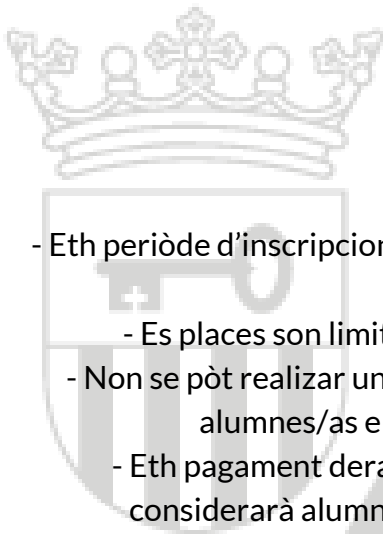 - Eth periòde d’inscripcion
- Es places son limit
- Non se pòt realizar un
alumnes/as e
- Eth pagament dera
considerarà alumn